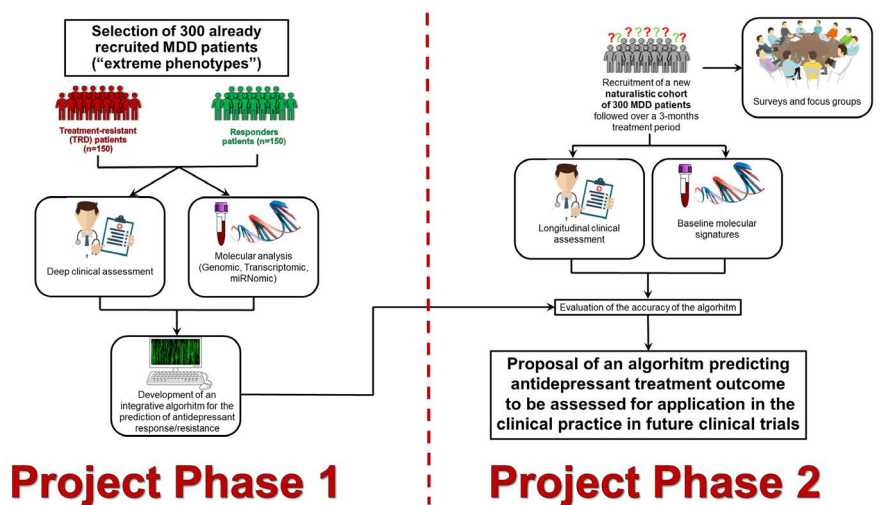 Selection of 300 already
recruited MDD patients
(“extreme phenotypes”)
Treatment-resistant
(TRD) patients
(n=150)
Responders
patients (n=150)
Deep clinical assessment
Molecular analysis
(Genomic, Transcriptomic,
miRNomic)
Development of an
integrative algorhitm for the
prediction of antidepressant
response/resistance
Project Phase 1
?????????
Recruitment of a new
naturalistic cohort
of 300 MDD patients
followed over a 3-months
treatment period
Surveys and focus groups
Longitudinal clinical
assessment
Baseline molecular
signatures
Evaluation of the accuracy of the algorhitm
Proposal of an algorhitm predicting
antidepressant treatment outcome
to be assessed for application in the
clinical practice in future clinical trials
Project Phase 2